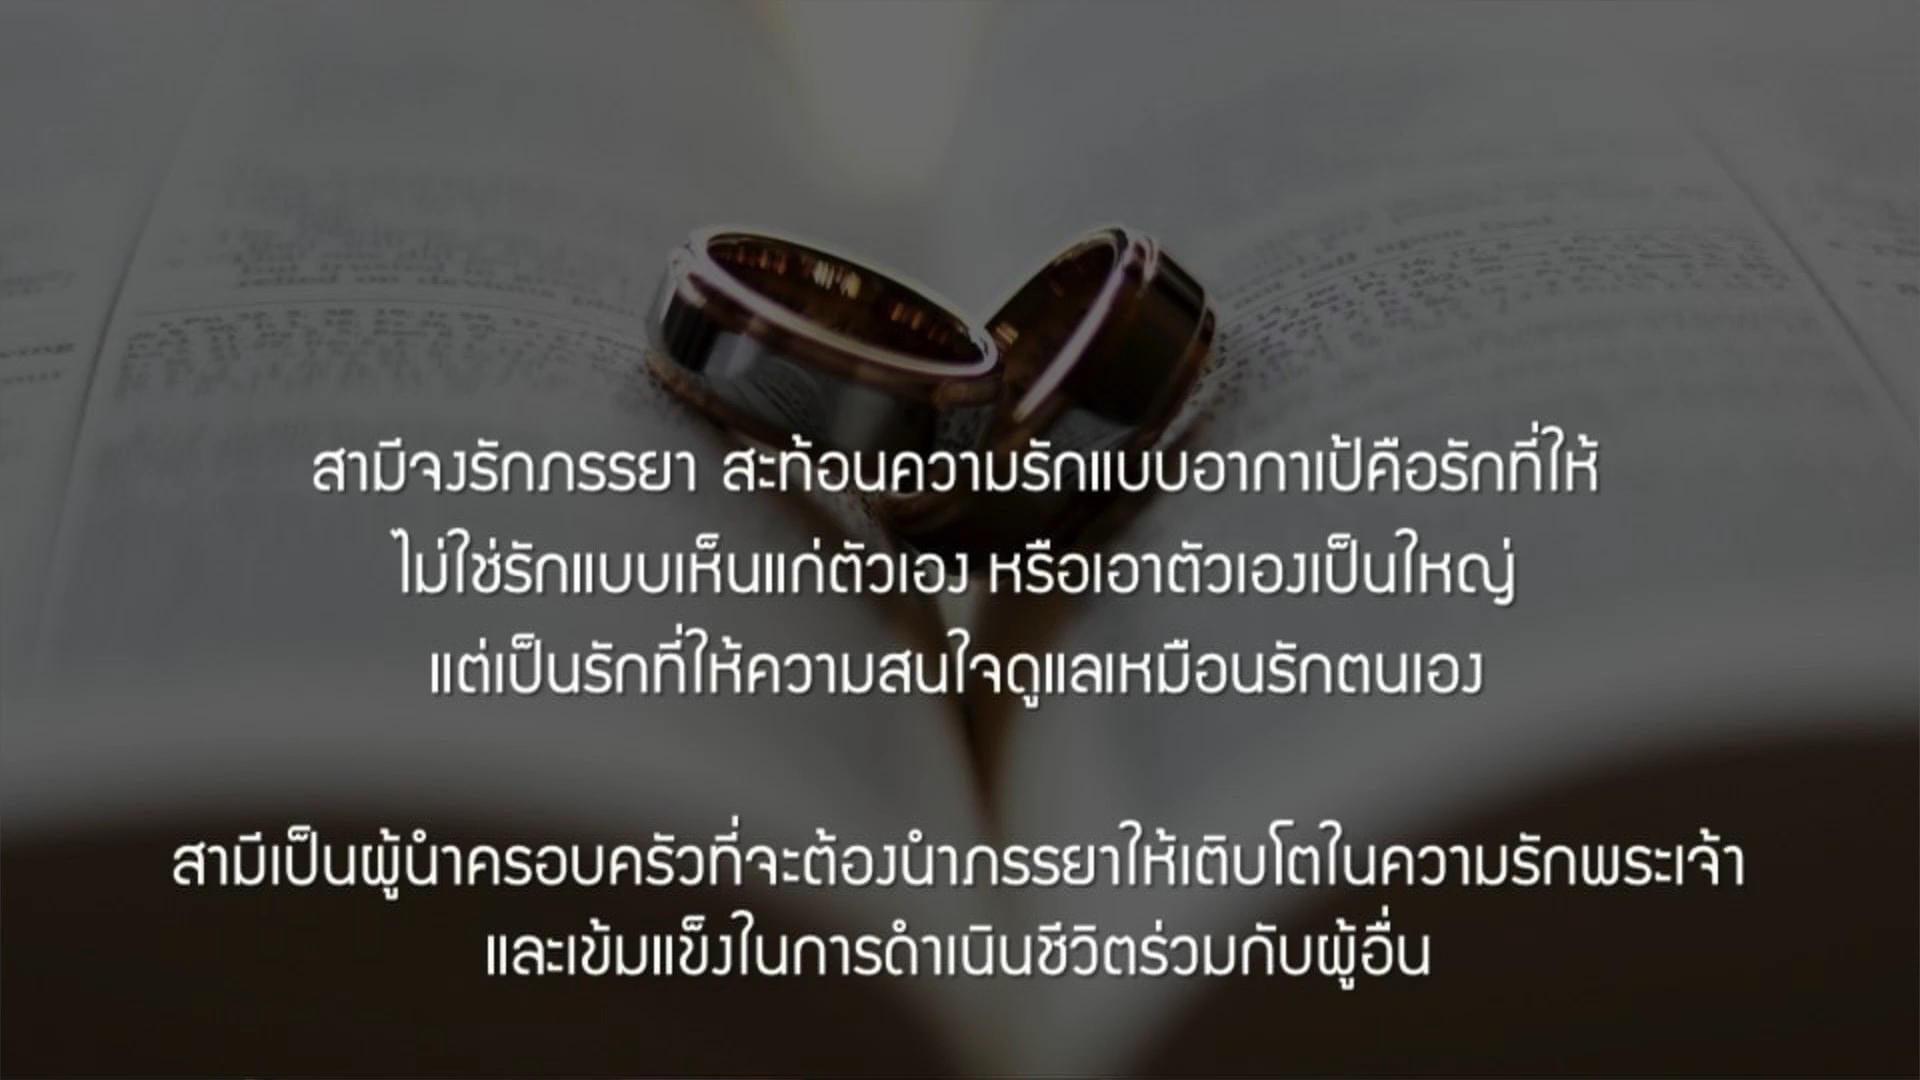 สามีจงรักภรรยา สะท้อนความรักแบบอากาเป้คือรักที่ให้
ไม่ใช่รักแบบเห็นแก่ตัวเอง หรือเอาตัวเองเป็นใหญ่
แต่เป็นรักที่ให้ความสนใจดูแลเหมือนรักตนเอง
สามีเป็นผู้นำครอบครัวที่จะต้องนำภรรยาให้เติบโตในความรักพระเจ้า
และเข้มแข็งในการดำเนินชีวิตร่วมกับผู้อื่น